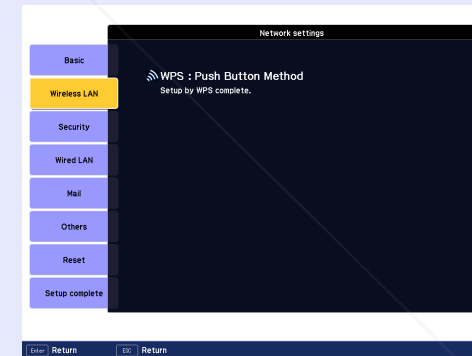 Network settings
Basic
Wireless LAN
Security
Wired LAN
Mail
Others
Reset
Setup complete
WPS : Push Button Method
Setup by WPS complete.
Enter Return
ESC Return